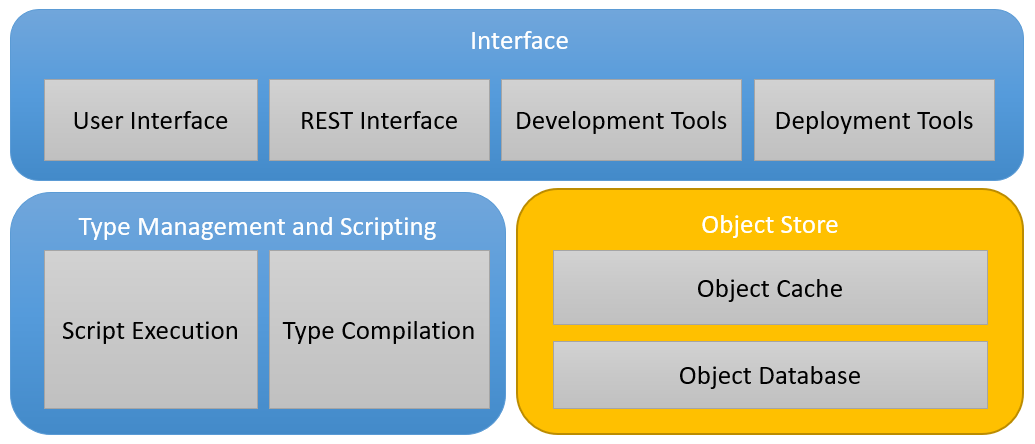 Interface
User Interface
REST Interface
Development Tools
Deployment Tools
Type Management and Scripting
Script Execution
Type Compilation
Object Store
Object Cache
Object Database